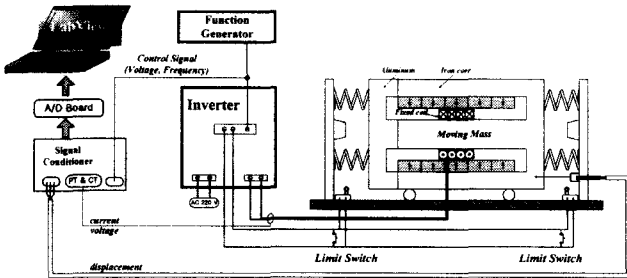 LabView
Function
Generator
Control Signal
(Voltage, Frequency)
A/D Board
Inverter
Signal
Conditioner
PT & CT
AC 220 V
current
voltage
displacement
Aluminum
Iron core
Fixed coil
Moving Mass
Limit Switch
Limit Switch